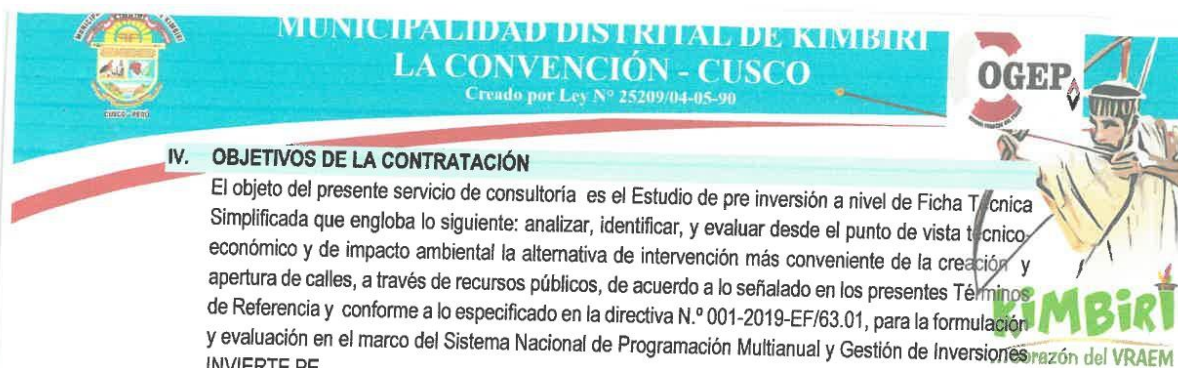 MUNICIPALIDAD DISTRITAL DE KIMBIRI
LA CONVENCIÓN - CUSCO
Creado por Ley N° 25209/04-05-90
CUSCO - PERÚ
OGEP
IV. OBJETIVOS DE LA CONTRATACIÓN
El objeto del presente servicio de consultoría es el Estudio de pre inversión a nivel de Ficha Técnica
Simplificada que engloba lo siguiente: analizar, identificar, y evaluar desde el punto de vista técnico-
económico y de impacto ambiental la alternativa de intervención más conveniente de la creación y
apertura de calles, a través de recursos públicos, de acuerdo a lo señalado en los presentes Términos
de Referencia y conforme a lo especificado en la directiva N.º 001-2019-EF/63.01, para la formulación
y evaluación en el marco del Sistema Nacional de Programación Multianual y Gestión de Inversiones
INVIERTE PE
KiMBiRi
corazón del VRAEM